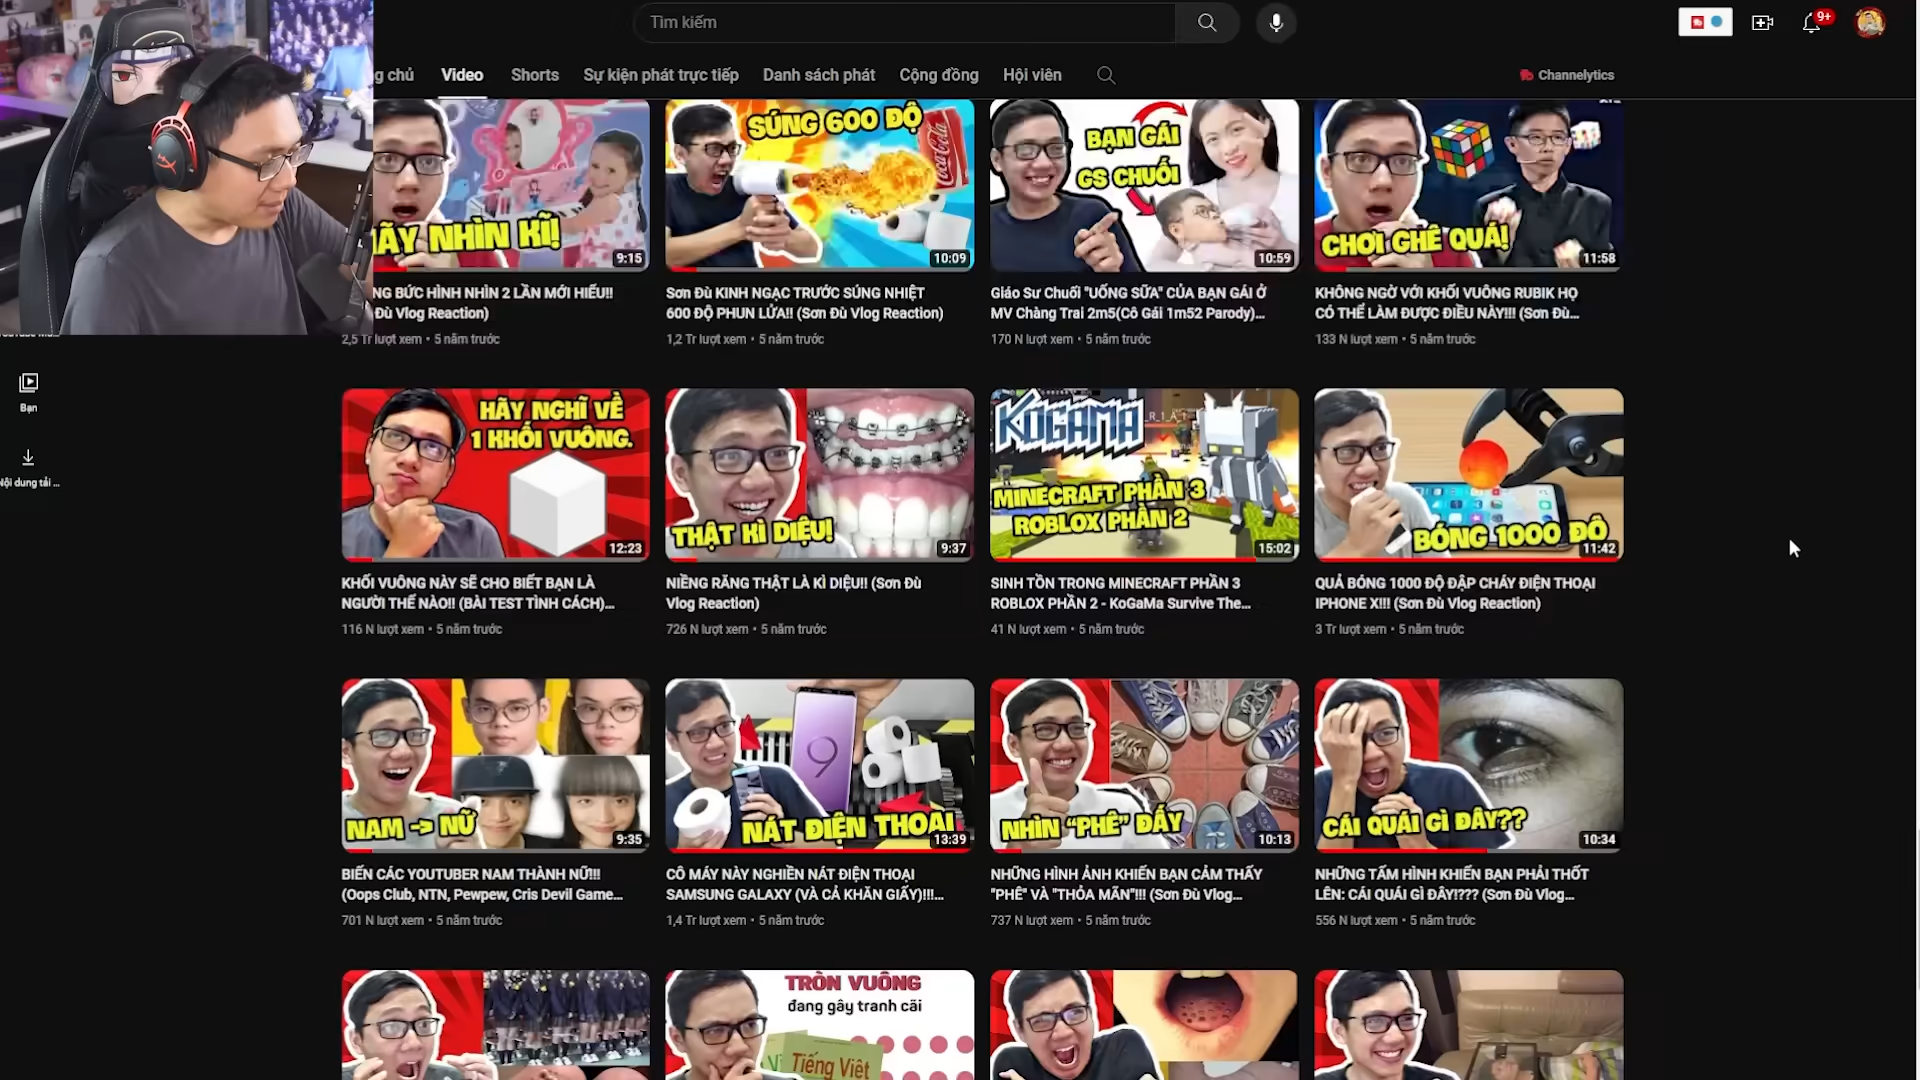 Tìm kiếm
9+
g chủ
Video
Shorts
Sự kiện phát trực tiếp
Danh sách phát
Cộng đồng
Hội viên
Channelytics
ÃY NHÌN KĨ!
9:15
SÚNG 600 ĐỘ
Coca-Cola
10:09
BẠN GÁI
GS CHUỐI
10:59
CHƠI GHÊ QUÁ!
11:58
NG BỨC HÌNH NHÌN 2 LẦN MỚI HIỂU!!
Đù Vlog Reaction)
2,5 Tr lượt xem • 5 năm trước
Sơn Đù KINH NGẠC TRƯỚC SÚNG NHIỆT
600 ĐỘ PHUN LỬA!! (Sơn Đù Vlog Reaction)
1,2 Tr lượt xem • 5 năm trước
Giáo Sư Chuối "UỐNG SỮA" CỦA BẠN GÁI Ở
MV Chàng Trai 2m5(Cô Gái 1m52 Parody)...
170 N lượt xem • 5 năm trước
KHÔNG NGỜ VỚI KHỐI VUÔNG RUBIK HỌ
CÓ THỂ LÀM ĐƯỢC ĐIỀU NÀY!!! (Sơn Đù...
133 N lượt xem • 5 năm trước
Bạn
Nội dung tải ...
HÃY NGHĨ VỀ
1 KHỐI VUÔNG.
12:23
THẬT KÌ DIỆU!
9:37
KOGAMA
MINECRAFT PHẦN 3
ROBLOX PHẦN 2
15:02
BÓNG 1000 ĐỘ
11:42
KHỐI VUÔNG NÀY SẼ CHO BIẾT BẠN LÀ
NGƯỜI THẾ NÀO!! (BÀI TEST TÌNH CÁCH)...
116 N lượt xem • 5 năm trước
NIỀNG RĂNG THẬT LÀ KÌ DIỆU!! (Sơn Đù
Vlog Reaction)
726 N lượt xem • 5 năm trước
SINH TỒN TRONG MINECRAFT PHẦN 3
ROBLOX PHẦN 2 - KoGaMa Survive The...
41 N lượt xem • 5 năm trước
QUẢ BÓNG 1000 ĐỘ ĐẬP CHÁY ĐIỆN THOẠI
IPHONE X!!! (Sơn Đù Vlog Reaction)
3 Tr lượt xem • 5 năm trước
NAM -> NỮ
9:35
9
NÁT ĐIỆN THOẠI
13:39
NHÌN "PHÊ" ĐẤY
10:13
CÁI QUÁI GÌ ĐÂY??
10:34
BIẾN CÁC YOUTUBER NAM THÀNH NỮ!!!
(Oops Club, NTN, Pewpew, Cris Devil Game...
701 N lượt xem • 5 năm trước
CÔ MÁY NÀY NGHIỀN NÁT ĐIỆN THOẠI
SAMSUNG GALAXY (VÀ CẢ KHĂN GIẤY)!!!...
1,4 Tr lượt xem • 5 năm trước
NHỮNG HÌNH ẢNH KHIẾN BẠN CẢM THẤY
"PHÊ" VÀ "THỎA MÃN"!!! (Sơn Đù Vlog...
737 N lượt xem • 5 năm trước
NHỮNG TẤM HÌNH KHIẾN BẠN PHẢI THỐT
LÊN: CÁI QUÁI GÌ ĐÂY!??? (Sơn Đù Vlog...
556 N lượt xem • 5 năm trước
TRÒN VUÔNG
đang gây tranh cãi
Tiếng Việt